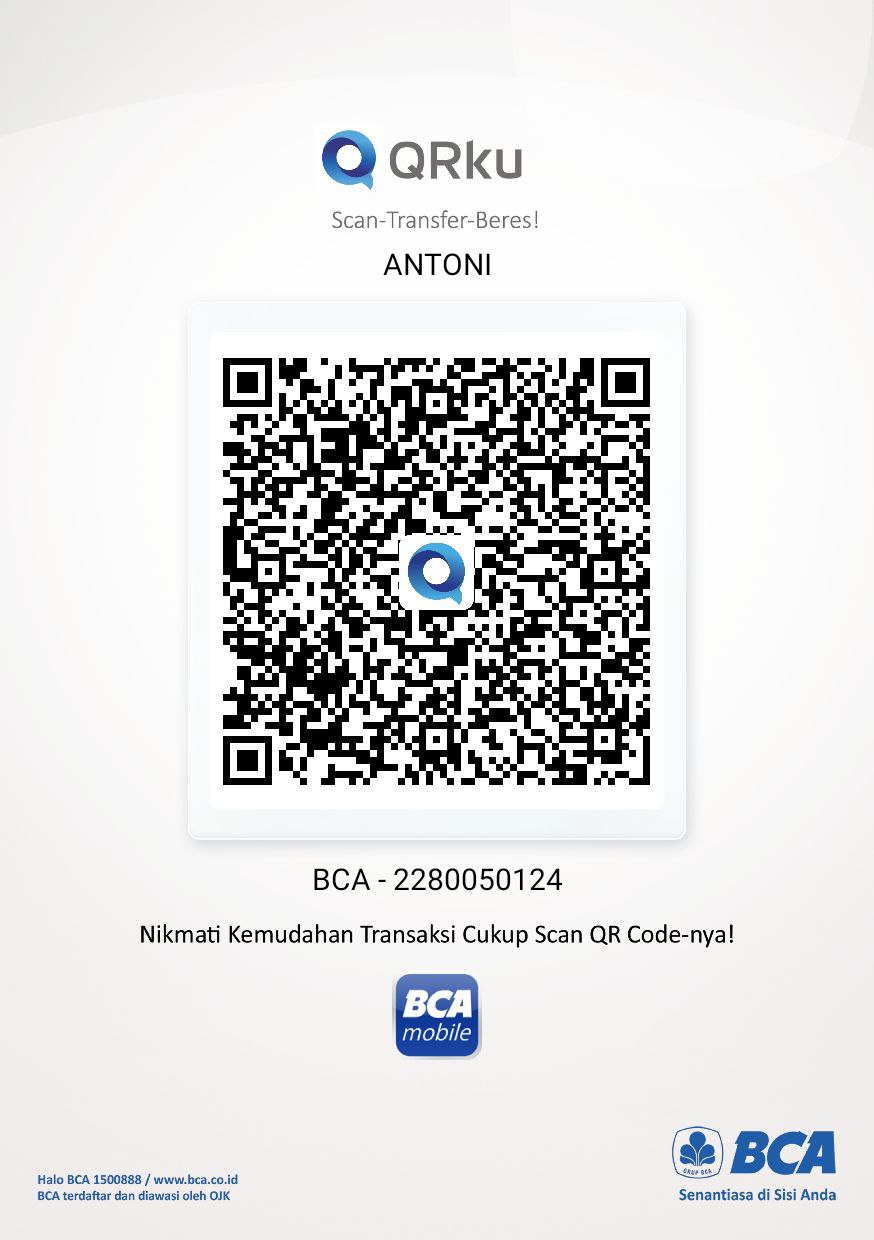 QRku
Scan-Transfer-Beres!
ANTONI
BCA - 2280050124
Nikmati Kemudahan Transaksi Cukup Scan QR Code-nya!
BCA
mobile
GRUP BCA
BCA
Senantiasa di Sisi Anda
Halo BCA 1500888 / www.bca.co.id
BCA terdaftar dan diawasi oleh OJK